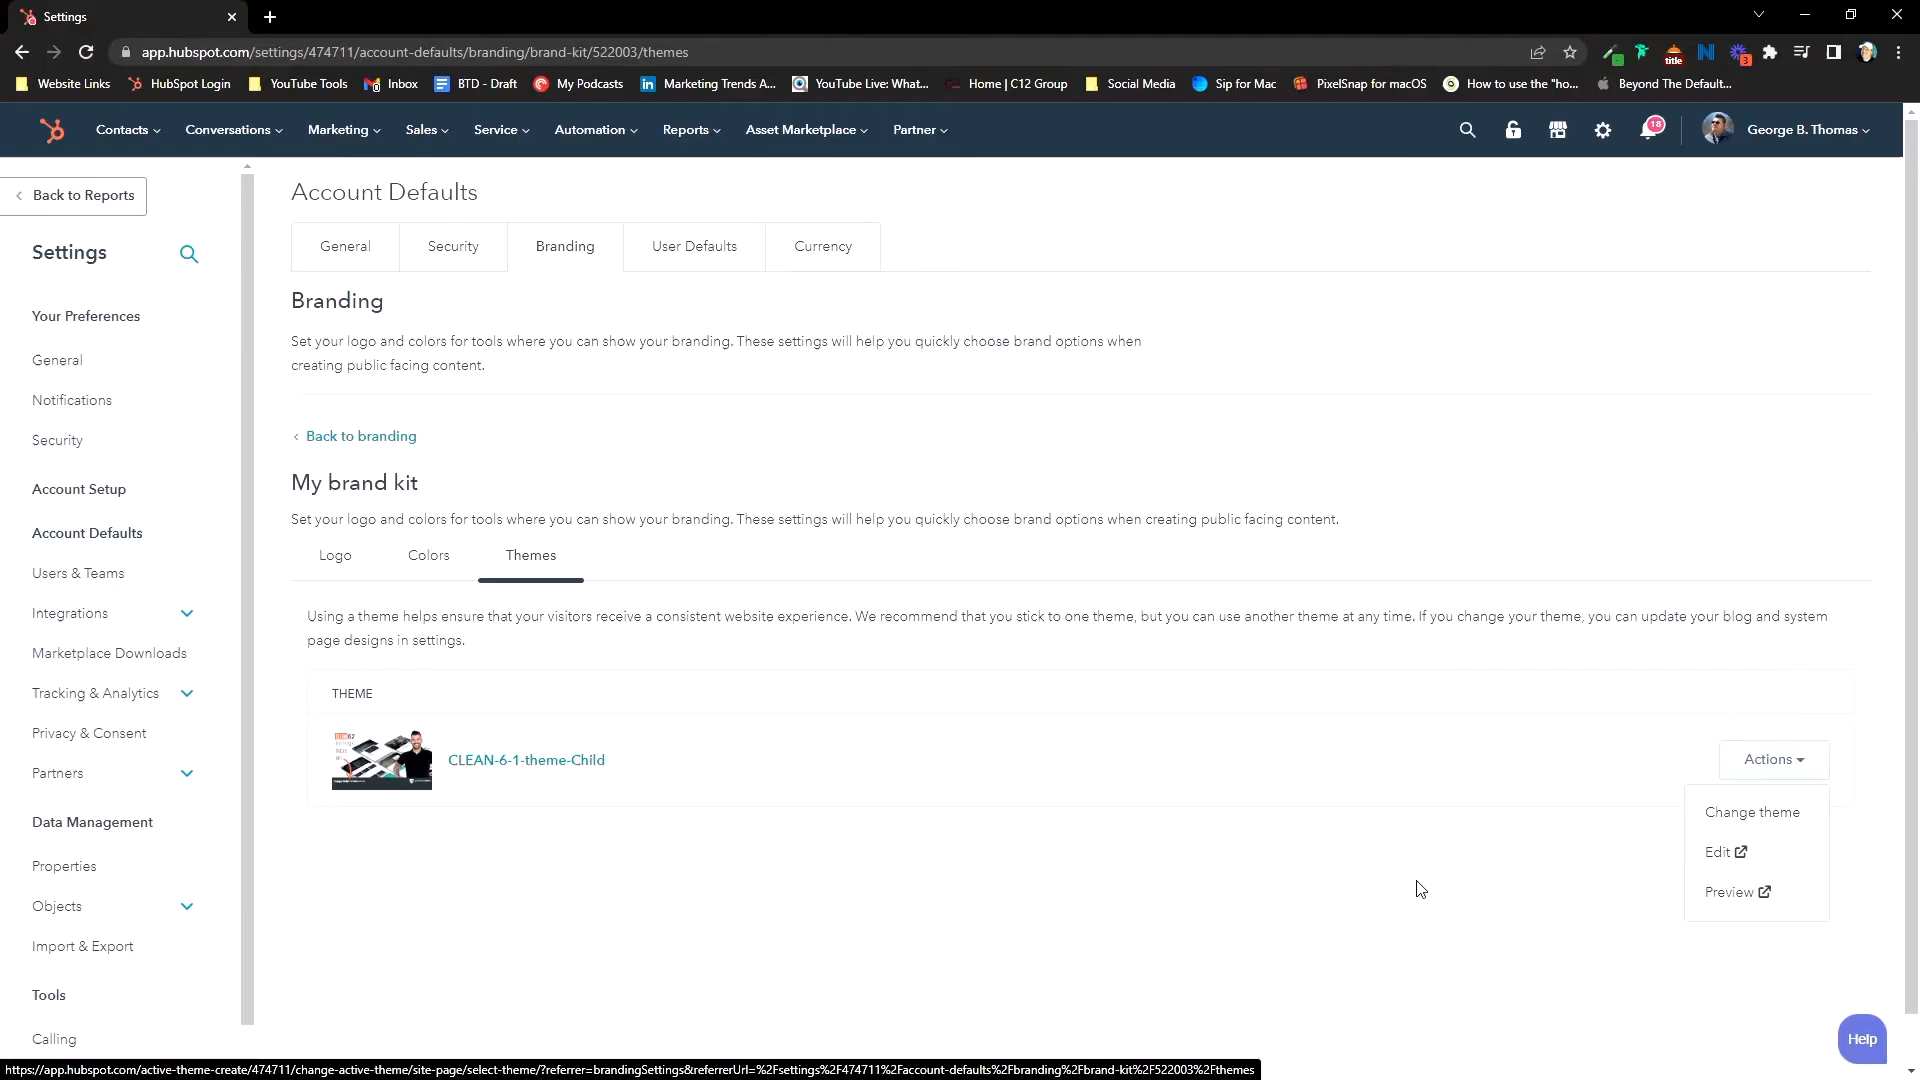 Settings
app.hubspot.com/settings/474711/account-defaults/branding/brand-kit/522003/themes
title
3
Website Links
HubSpot Login
YouTube Tools
Inbox
BTD - Draft
My Podcasts
Marketing Trends A...
YouTube Live: What...
Home | C12 Group
Social Media
Sip for Mac
PixelSnap for macOS
How to use the "ho...
Beyond The Default...
Contacts
Conversations
Marketing
Sales
Service
Automation
Reports
Asset Marketplace
Partner
18
George B. Thomas
Back to Reports
Settings
Your Preferences
General
Notifications
Security
Account Setup
Account Defaults
Users & Teams
Integrations
Marketplace Downloads
Tracking & Analytics
Privacy & Consent
Partners
Data Management
Properties
Objects
Import & Export
Tools
Calling
Account Defaults
General
Security
Branding
User Defaults
Currency
Branding
Set your logo and colors for tools where you can show your branding. These settings will help you quickly choose brand options when
creating public facing content.
Back to branding
My brand kit
Set your logo and colors for tools where you can show your branding. These settings will help you quickly choose brand options when creating public facing content.
Logo
Colors
Themes
Using a theme helps ensure that your visitors receive a consistent website experience. We recommend that you stick to one theme, but you can use another theme at any time. If you change your theme, you can update your blog and system
page designs in settings.
THEME
CLEAN-6-1-theme-Child
Actions
Change theme
Edit
Preview
Help
https://app.hubspot.com/active-theme-create/474711/change-active-theme/site-page/select-theme/?referrer=brandingSettings&referrerUrl=%2Fsettings%2F474711%2Faccount-defaults%2Fbranding%2Fbrand-kit%2F522003%2Fthemes